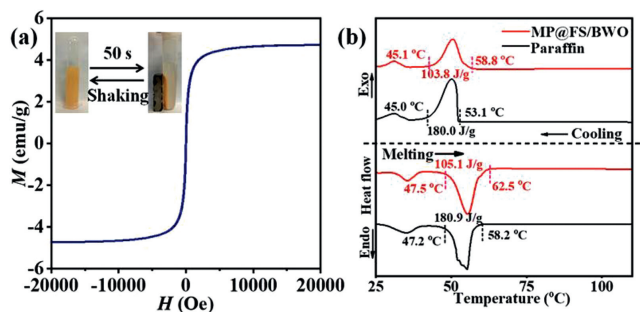 (a)
50 s
Shaking
M (emu/g)
6
4
2
0
-2
-4
-6
-20000
-10000
0
10000
20000
H (Oe)
(b)
MP@FS/BWO
Paraffin
45.1 °C
58.8 °C
103.8 J/g
45.0 °C
53.1 °C
180.0 J/g
Cooling
Melting
105.1 J/g
47.5 °C
62.5 °C
180.9 J/g
47.2 °C
58.2 °C
Exo
Heat flow
Endo
25
50
75
100
Temperature (°C)